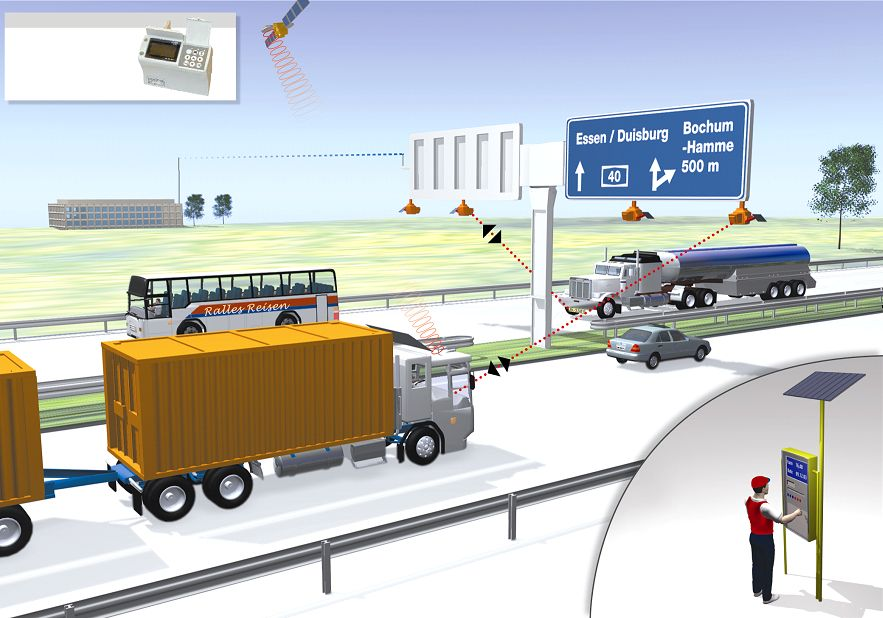 Essen / Duisburg
40
Bochum
-Hamme
500 m
Ralles Reisen